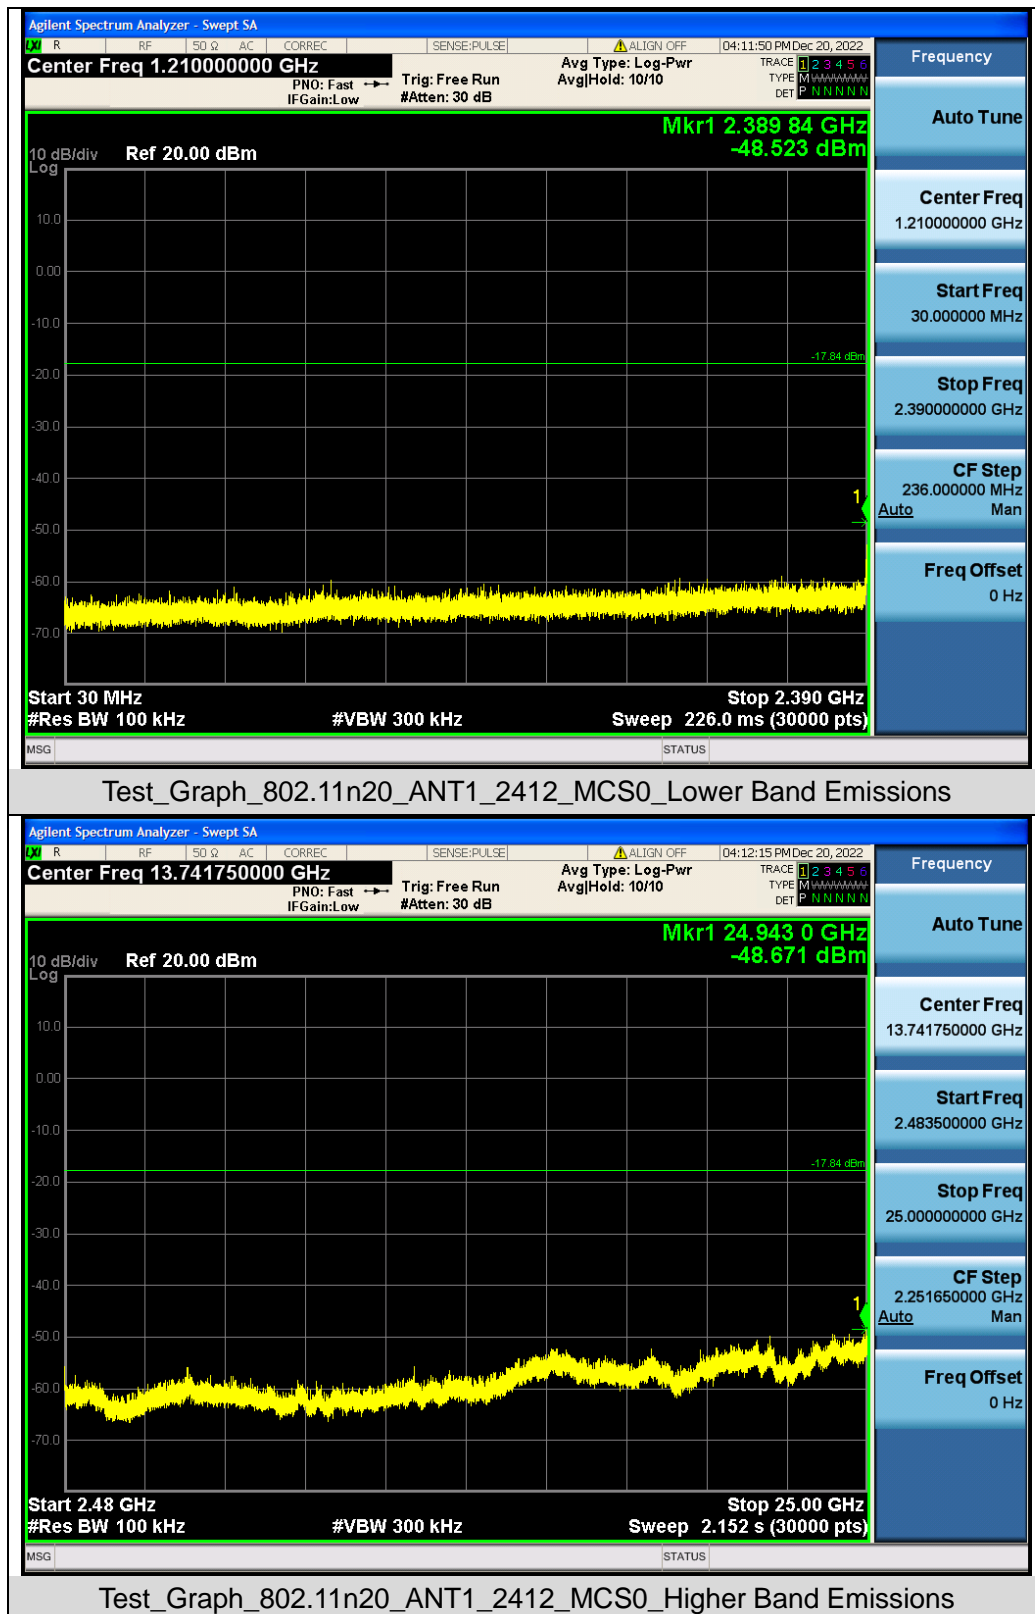 Agilent Spectrum Analyzer - Swept SA
LXI R RF 50 Ω AC CORREC SENSE:PULSE ALIGN OFF 04:11:50 PM Dec 20, 2022
Center Freq 1.210000000 GHz
PNO: Fast
IFGain:Low
Trig: Free Run
#Atten: 30 dB
Avg Type: Log-Pwr
Avg|Hold: 10/10
TRACE 1 2 3 4 5 6
TYPE M WWWWW
DET P N N N N N
Mkr1 2.389 84 GHz
-48.523 dBm
10 dB/div Ref 20.00 dBm
Log
10.0
0.00
-10.0
-17.84 dBm
-20.0
-30.0
-40.0
1
-50.0
-60.0
-70.0
Start 30 MHz Stop 2.390 GHz
#Res BW 100 kHz #VBW 300 kHz Sweep 226.0 ms (30000 pts)
MSG STATUS
Frequency
Auto Tune
Center Freq
1.210000000 GHz
Start Freq
30.000000 MHz
Stop Freq
2.390000000 GHz
CF Step
236.000000 MHz
Auto Man
Freq Offset
0 Hz
Test_Graph_802.11n20_ANT1_2412_MCS0_Lower Band Emissions
Agilent Spectrum Analyzer - Swept SA
LXI R RF 50 Ω AC CORREC SENSE:PULSE ALIGN OFF 04:12:15 PM Dec 20, 2022
Center Freq 13.741750000 GHz
PNO: Fast
IFGain:Low
Trig: Free Run
#Atten: 30 dB
Avg Type: Log-Pwr
Avg|Hold: 10/10
TRACE 1 2 3 4 5 6
TYPE M WWWWW
DET P N N N N N
Mkr1 24.943 0 GHz
-48.671 dBm
10 dB/div Ref 20.00 dBm
Log
10.0
0.00
-10.0
-17.84 dBm
-20.0
-30.0
-40.0
1
-50.0
-60.0
-70.0
Start 2.48 GHz Stop 25.00 GHz
#Res BW 100 kHz #VBW 300 kHz Sweep 2.152 s (30000 pts)
MSG STATUS
Frequency
Auto Tune
Center Freq
13.741750000 GHz
Start Freq
2.483500000 GHz
Stop Freq
25.000000000 GHz
CF Step
2.251650000 GHz
Auto Man
Freq Offset
0 Hz
Test_Graph_802.11n20_ANT1_2412_MCS0_Higher Band Emissions